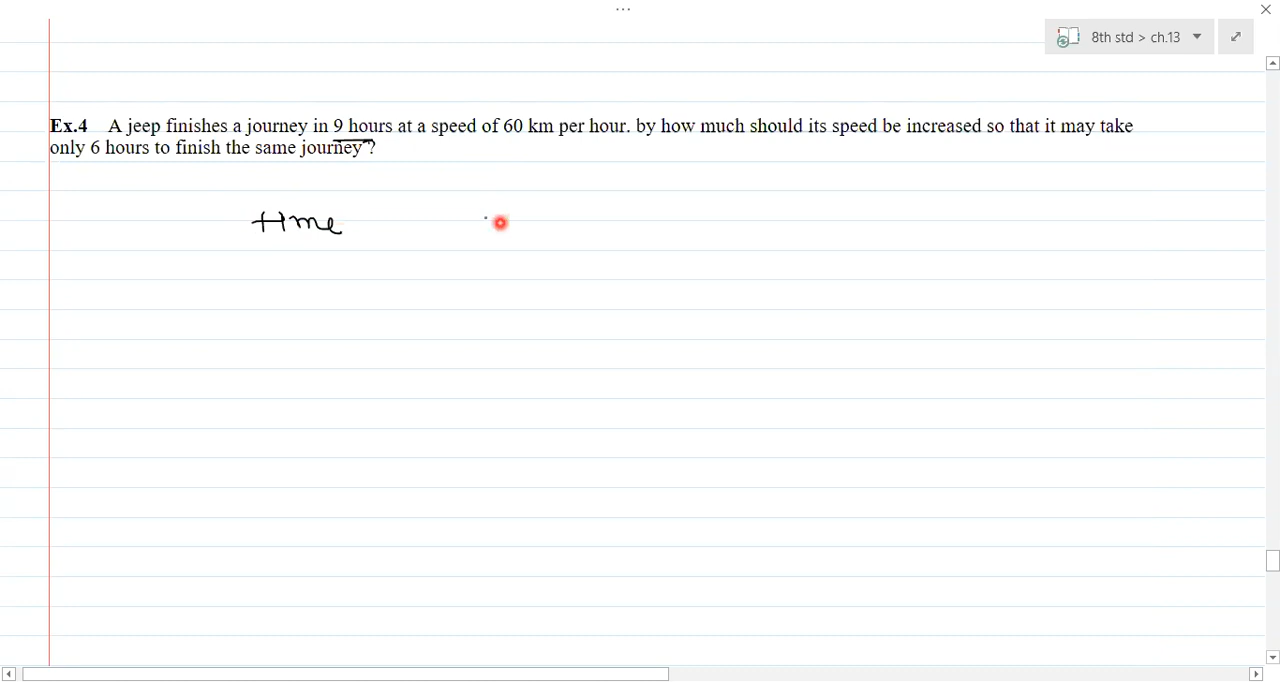 8th std > ch.13
Ex.4 A jeep finishes a journey in 9 hours at a speed of 60 km per hour. by how much should its speed be increased so that it may take
only 6 hours to finish the same journey ?
time